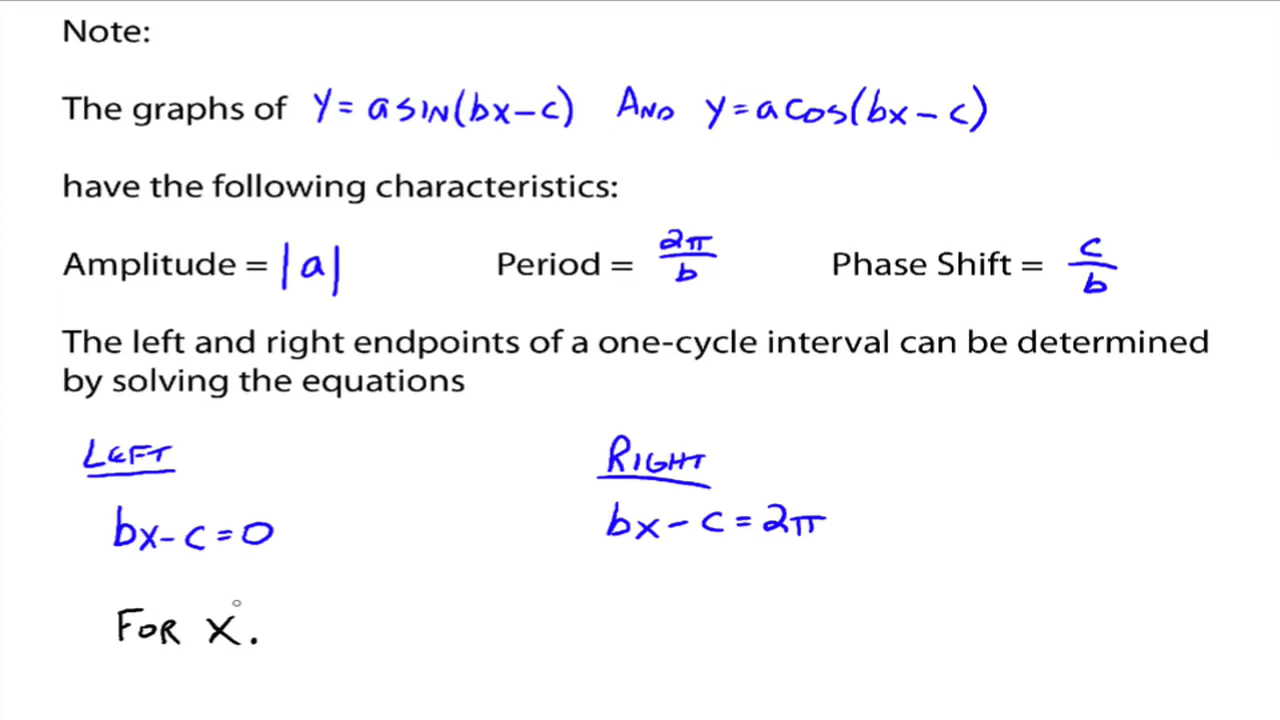 Note:
The graphs of y = a sin(bx-c) AND y = a cos(bx-c)
have the following characteristics:
Amplitude = |a| Period = 2π/b Phase Shift = c/b
The left and right endpoints of a one-cycle interval can be determined
by solving the equations
LEFT RIGHT
bx-c=0 bx-c=2π
FOR X.